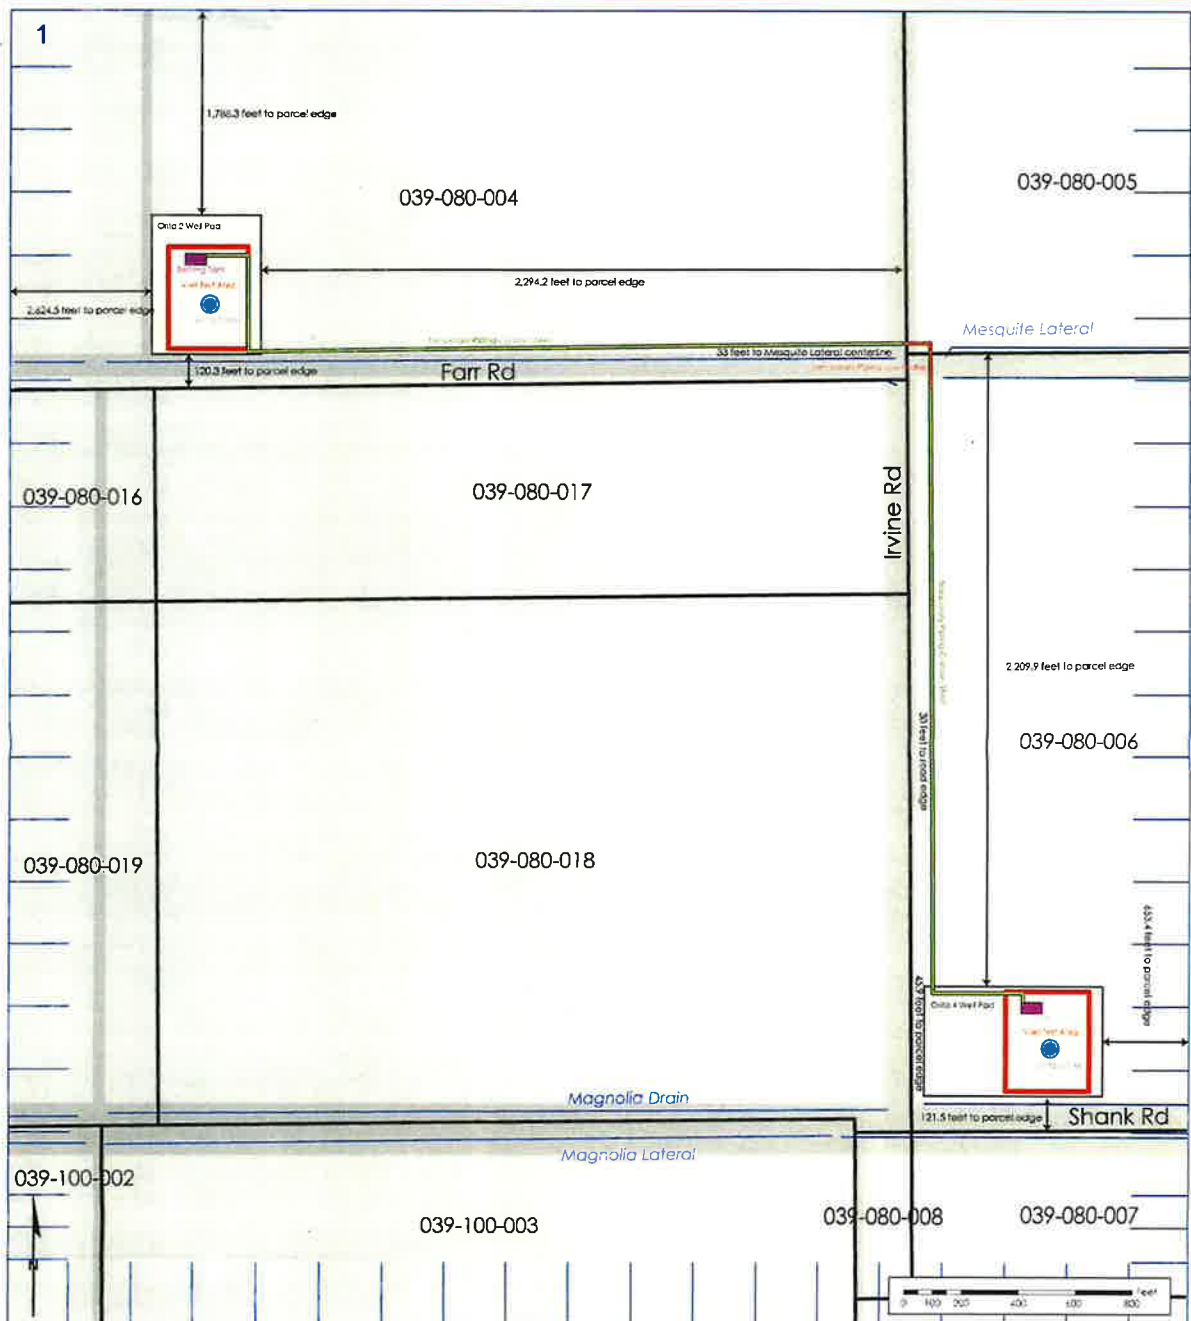 1
1,786.3 feet to parcel edge
039-080-004
039-080-005
Well Pad
2,294.2 feet to parcel edge
2,624.5 feet to parcel edge
Mesquite Lateral
33 feet to Mesquite Lateral centerline
120.3 feet to parcel edge
Farr Rd
039-080-016
039-080-017
Irvine Rd
2,209.9 feet to parcel edge
30 feet to road edge
039-080-006
039-080-019
039-080-018
653.4 feet to parcel edge
feet to parcel edge
Well Pad
Well Test Area
Magnolia Drain
121.5 feet to parcel edge
Shank Rd
Magnolia Lateral
039-100-002
039-100-003
039-080-008
039-080-007
N
Feet
0 100 200 400 600 800